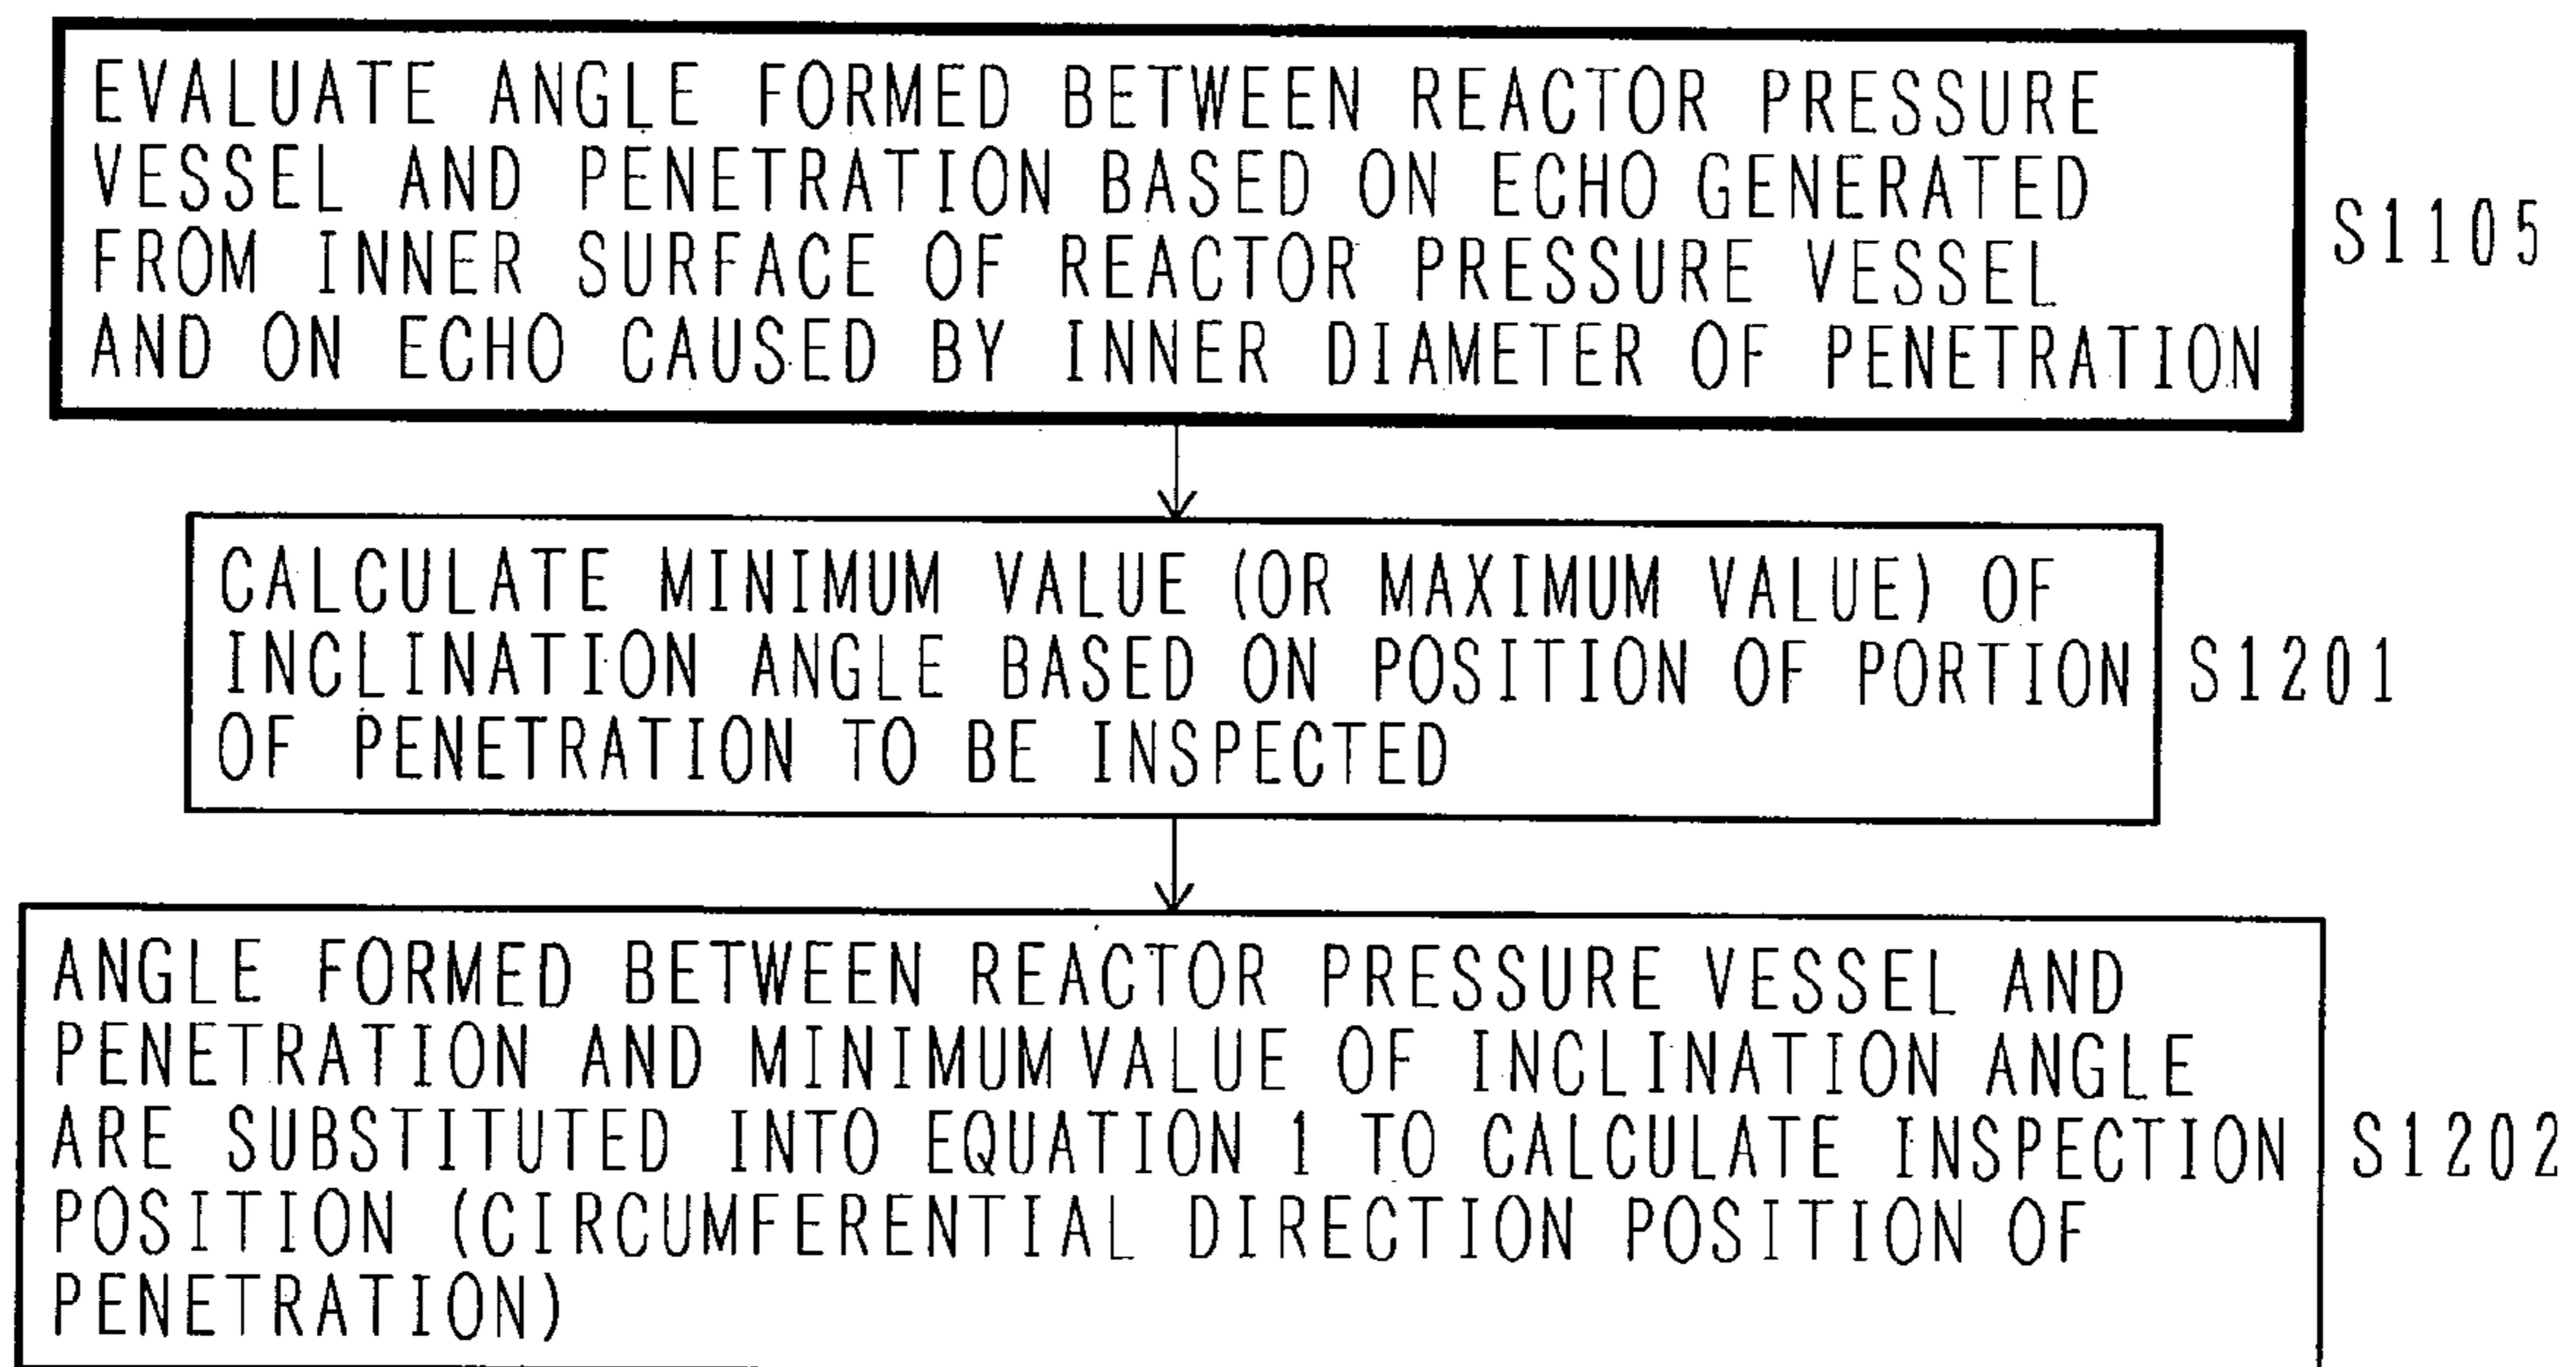 EVALUATE ANGLE FORMED BETWEEN REACTOR PRESSURE
VESSEL AND PENETRATION BASED ON ECHO GENERATED
FROM INNER SURFACE OF REACTOR PRESSURE VESSEL
AND ON ECHO CAUSED BY INNER DIAMETER OF PENETRATION
S1105
CALCULATE MINIMUM VALUE (OR MAXIMUM VALUE) OF
INCLINATION ANGLE BASED ON POSITION OF PORTION
OF PENETRATION TO BE INSPECTED
S1201
ANGLE FORMED BETWEEN REACTOR PRESSURE VESSEL AND
PENETRATION AND MINIMUM VALUE OF INCLINATION ANGLE
ARE SUBSTITUTED INTO EQUATION 1 TO CALCULATE INSPECTION
POSITION (CIRCUMFERENTIAL DIRECTION POSITION OF
PENETRATION)
S1202